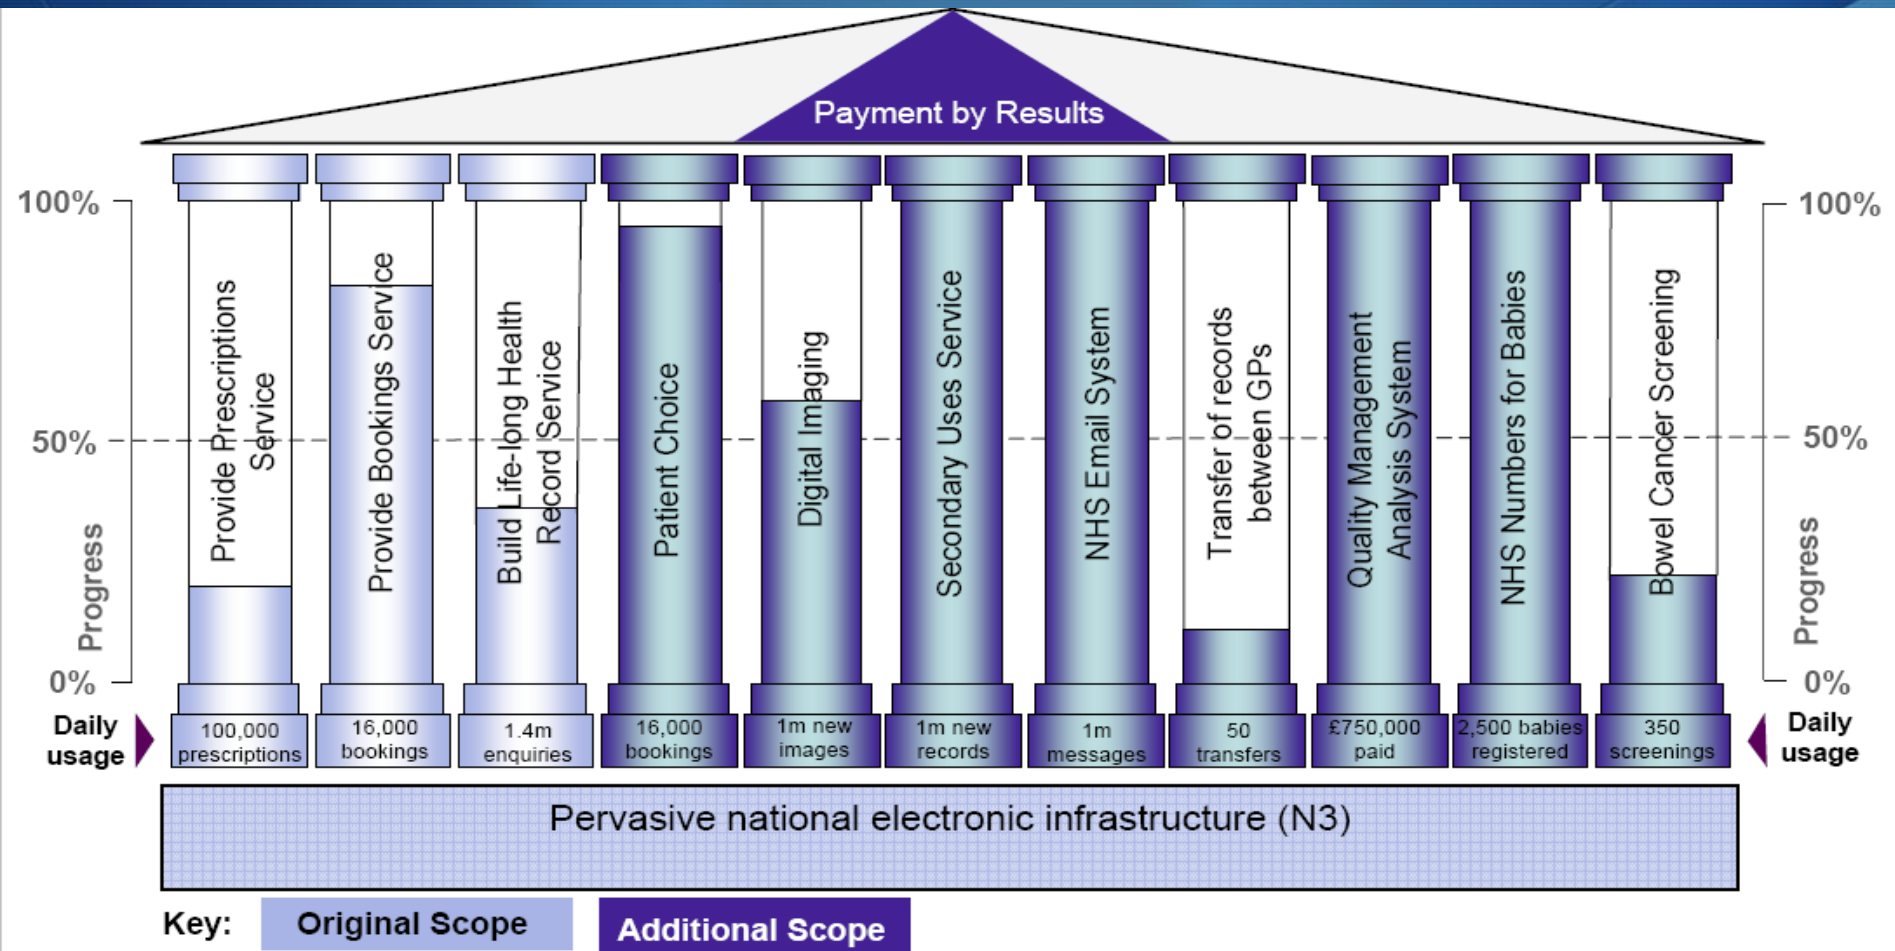 Payment by Results
100%
50%
0%
Progress
100%
50%
0%
Progress
Provide Prescriptions
Service
Provide Bookings Service
Build Life-long Health
Record Service
Patient Choice
Digital Imaging
Secondary Uses Service
NHS Email System
Transfer of records
between GPs
Quality Management
Analysis System
NHS Numbers for Babies
Bowel Cancer Screening
Daily
usage
100,000
prescriptions
16,000
bookings
1.4m
enquiries
16,000
bookings
1m new
images
1m new
records
1m
messages
50
transfers
£750,000
paid
2,500 babies
registered
350
screenings
Daily
usage
Pervasive national electronic infrastructure (N3)
Key:
Original Scope
Additional Scope